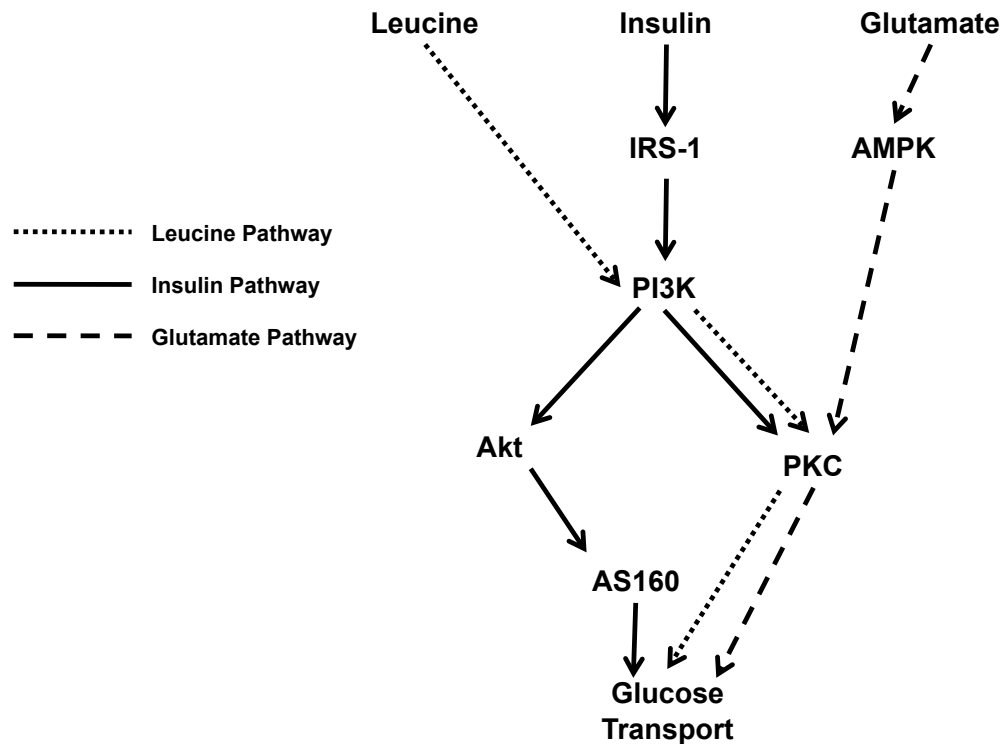 Leucine
Insulin
Glutamate
IRS-1
AMPK
Leucine Pathway
Insulin Pathway
Glutamate Pathway
PI3K
Akt
PKC
AS160
Glucose
Transport